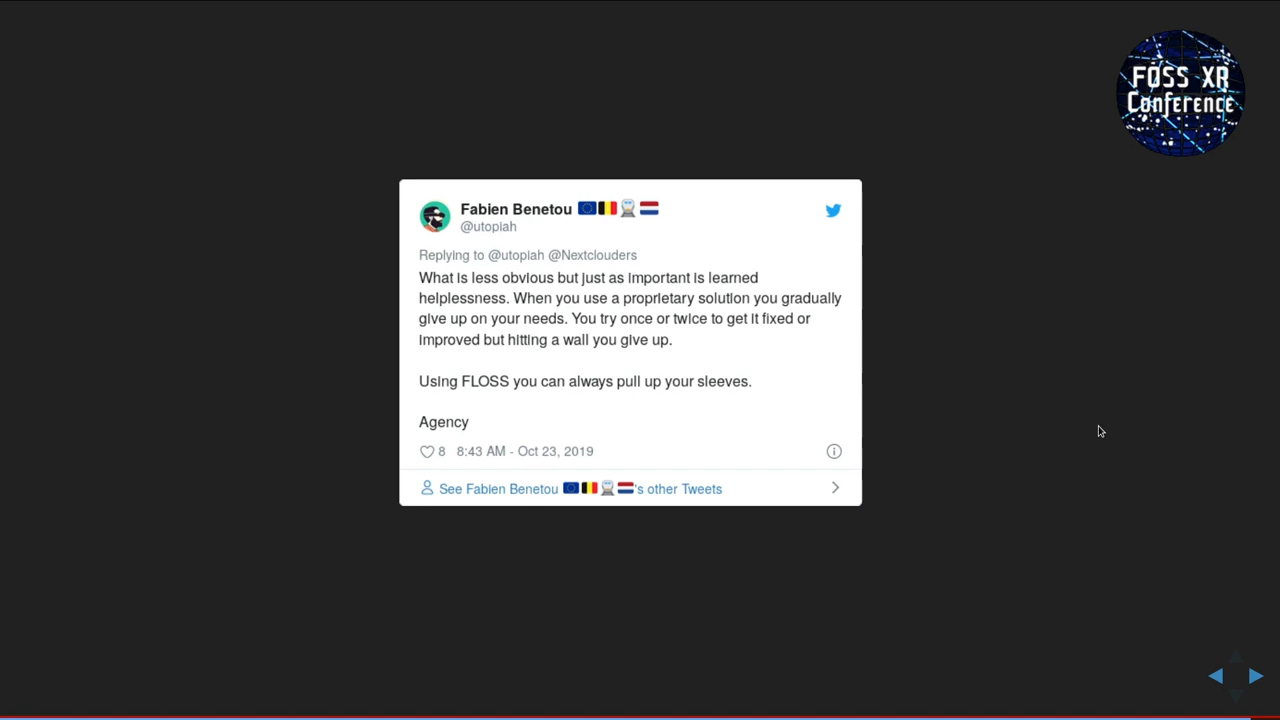 FOSS XR
Conference
Fabien Benetou 🇪🇺🇧🇪🚆🇳🇱
@utopiah
Replying to @utopiah @Nextclouders
What is less obvious but just as important is learned
helplessness. When you use a proprietary solution you gradually
give up on your needs. You try once or twice to get it fixed or
improved but hitting a wall you give up.
Using FLOSS you can always pull up your sleeves.
Agency
8 8:43 AM - Oct 23, 2019
See Fabien Benetou 🇪🇺🇧🇪🚆🇳🇱's other Tweets